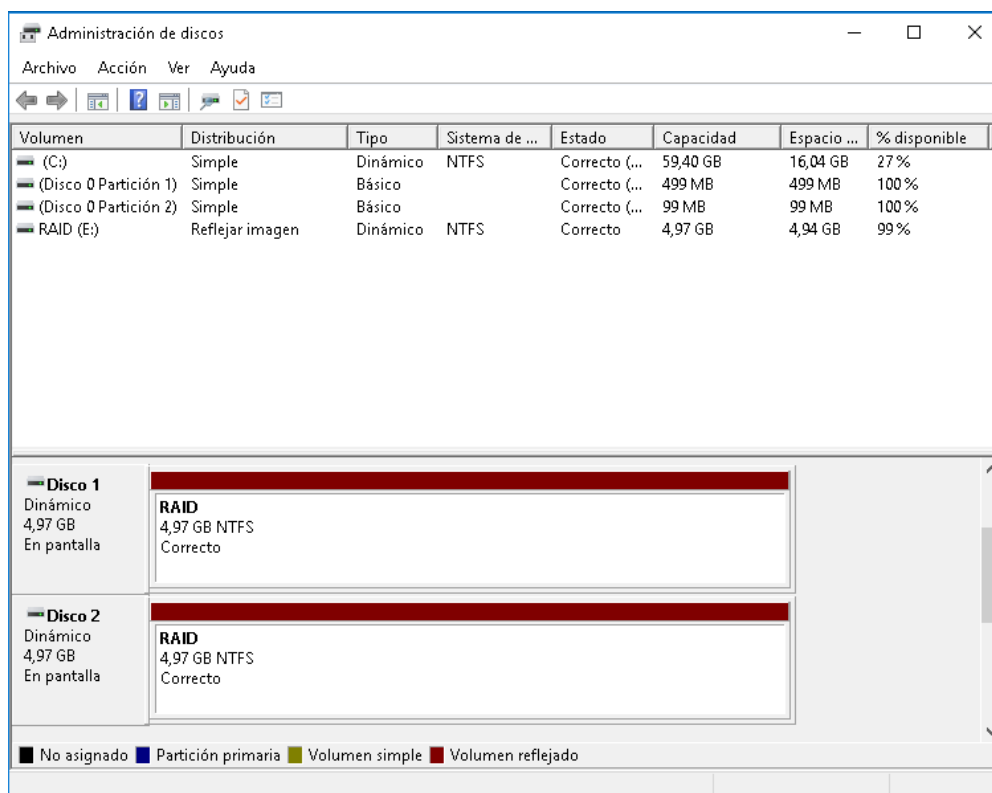 Administración de discos
Archivo Acción Ver Ayuda
Volumen Distribución Tipo Sistema de ... Estado Capacidad Espacio ... % disponible
(C:) Simple Dinámico NTFS Correcto (... 59,40 GB 16,04 GB 27 %
(Disco 0 Partición 1) Simple Básico Correcto (... 499 MB 499 MB 100 %
(Disco 0 Partición 2) Simple Básico Correcto (... 99 MB 99 MB 100 %
RAID (E:) Reflejar imagen Dinámico NTFS Correcto 4,97 GB 4,94 GB 99 %
Disco 1
Dinámico
4,97 GB
En pantalla
RAID
4,97 GB NTFS
Correcto
Disco 2
Dinámico
4,97 GB
En pantalla
RAID
4,97 GB NTFS
Correcto
No asignado Partición primaria Volumen simple Volumen reflejado